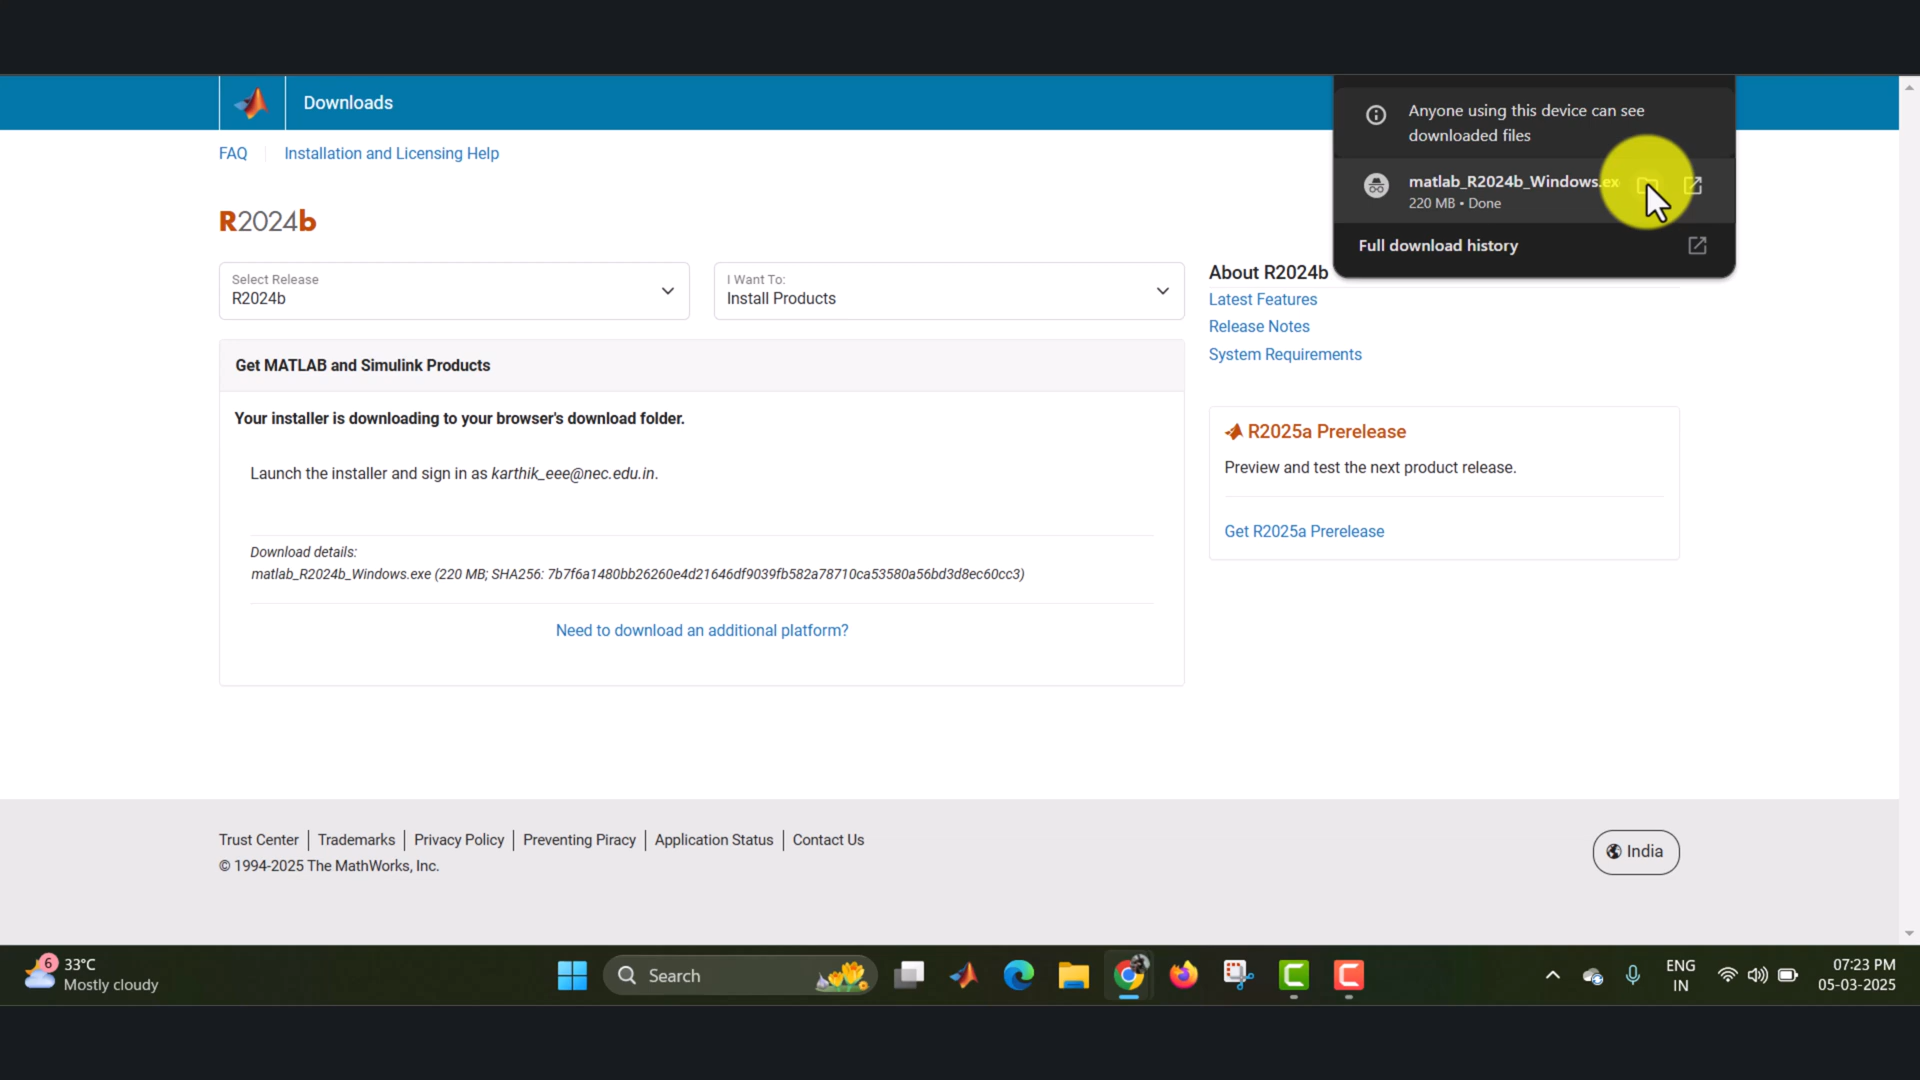 Downloads
Anyone using this device can see
downloaded files
matlab_R2024b_Windows.ex
220 MB • Done
Full download history
FAQ
Installation and Licensing Help
R2024b
Select Release
R2024b
I Want To:
Install Products
Get MATLAB and Simulink Products
Your installer is downloading to your browser's download folder.
Launch the installer and sign in as karthik_eee@nec.edu.in.
Download details:
matlab_R2024b_Windows.exe (220 MB; SHA256: 7b7f6a1480bb26260e4d21646df9039fb582a78710ca53580a56bd3d8ec60cc3)
Need to download an additional platform?
About R2024b
Latest Features
Release Notes
System Requirements
R2025a Prerelease
Preview and test the next product release.
Get R2025a Prerelease
Trust Center | Trademarks | Privacy Policy | Preventing Piracy | Application Status | Contact Us
© 1994-2025 The MathWorks, Inc.
India
6
33°C
Mostly cloudy
Search
ENG
IN
07:23 PM
05-03-2025